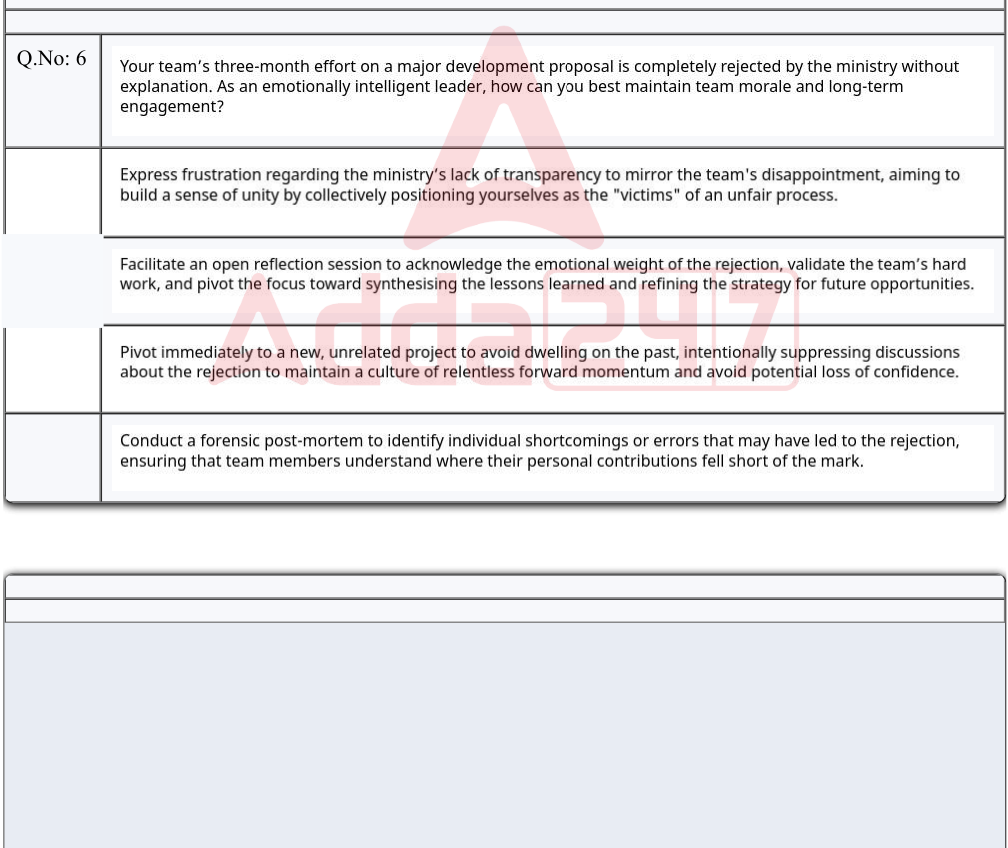 Q.No: 6
Your team’s three-month effort on a major development proposal is completely rejected by the ministry without
explanation. As an emotionally intelligent leader, how can you best maintain team morale and long-term
engagement?
Express frustration regarding the ministry’s lack of transparency to mirror the team's disappointment, aiming to
build a sense of unity by collectively positioning yourselves as the "victims" of an unfair process.
Facilitate an open reflection session to acknowledge the emotional weight of the rejection, validate the team’s hard
work, and pivot the focus toward synthesising the lessons learned and refining the strategy for future opportunities.
Adda247
Pivot immediately to a new, unrelated project to avoid dwelling on the past, intentionally suppressing discussions
about the rejection to maintain a culture of relentless forward momentum and avoid potential loss of confidence.
Conduct a forensic post-mortem to identify individual shortcomings or errors that may have led to the rejection,
ensuring that team members understand where their personal contributions fell short of the mark.